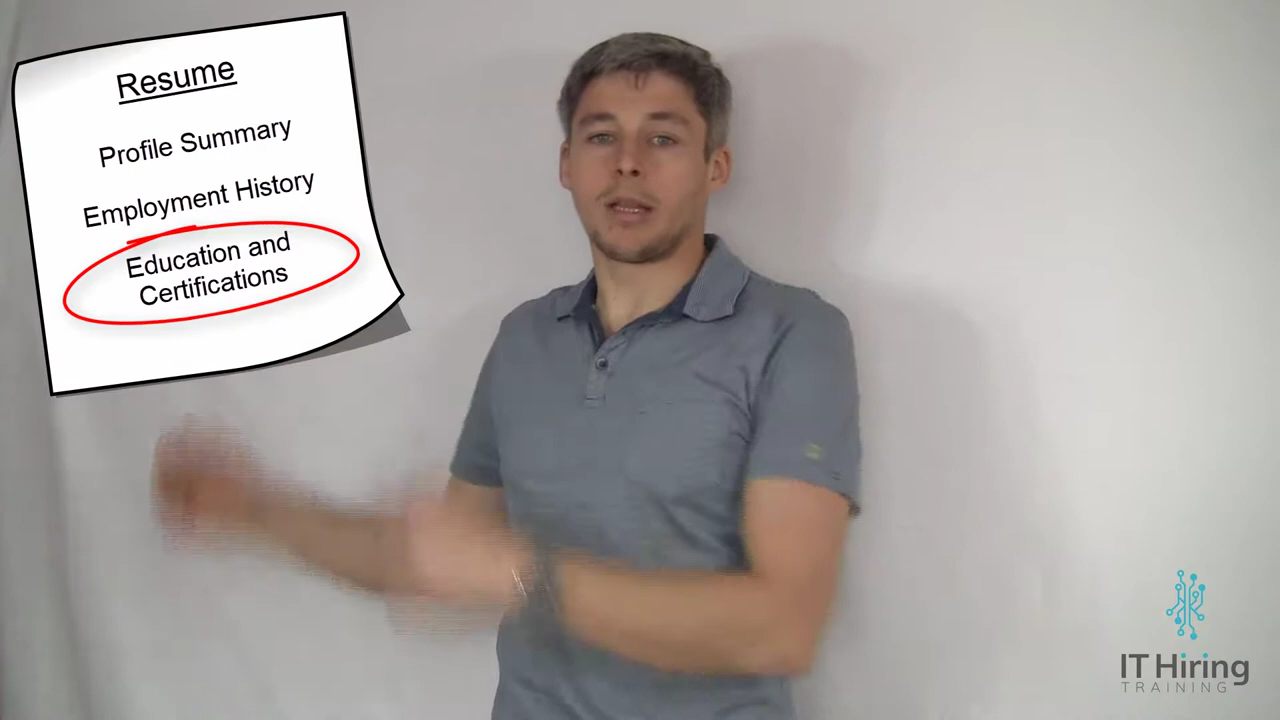 Resume
Profile Summary
Employment History
Education and
Certifications
IT Hiring
TRAINING